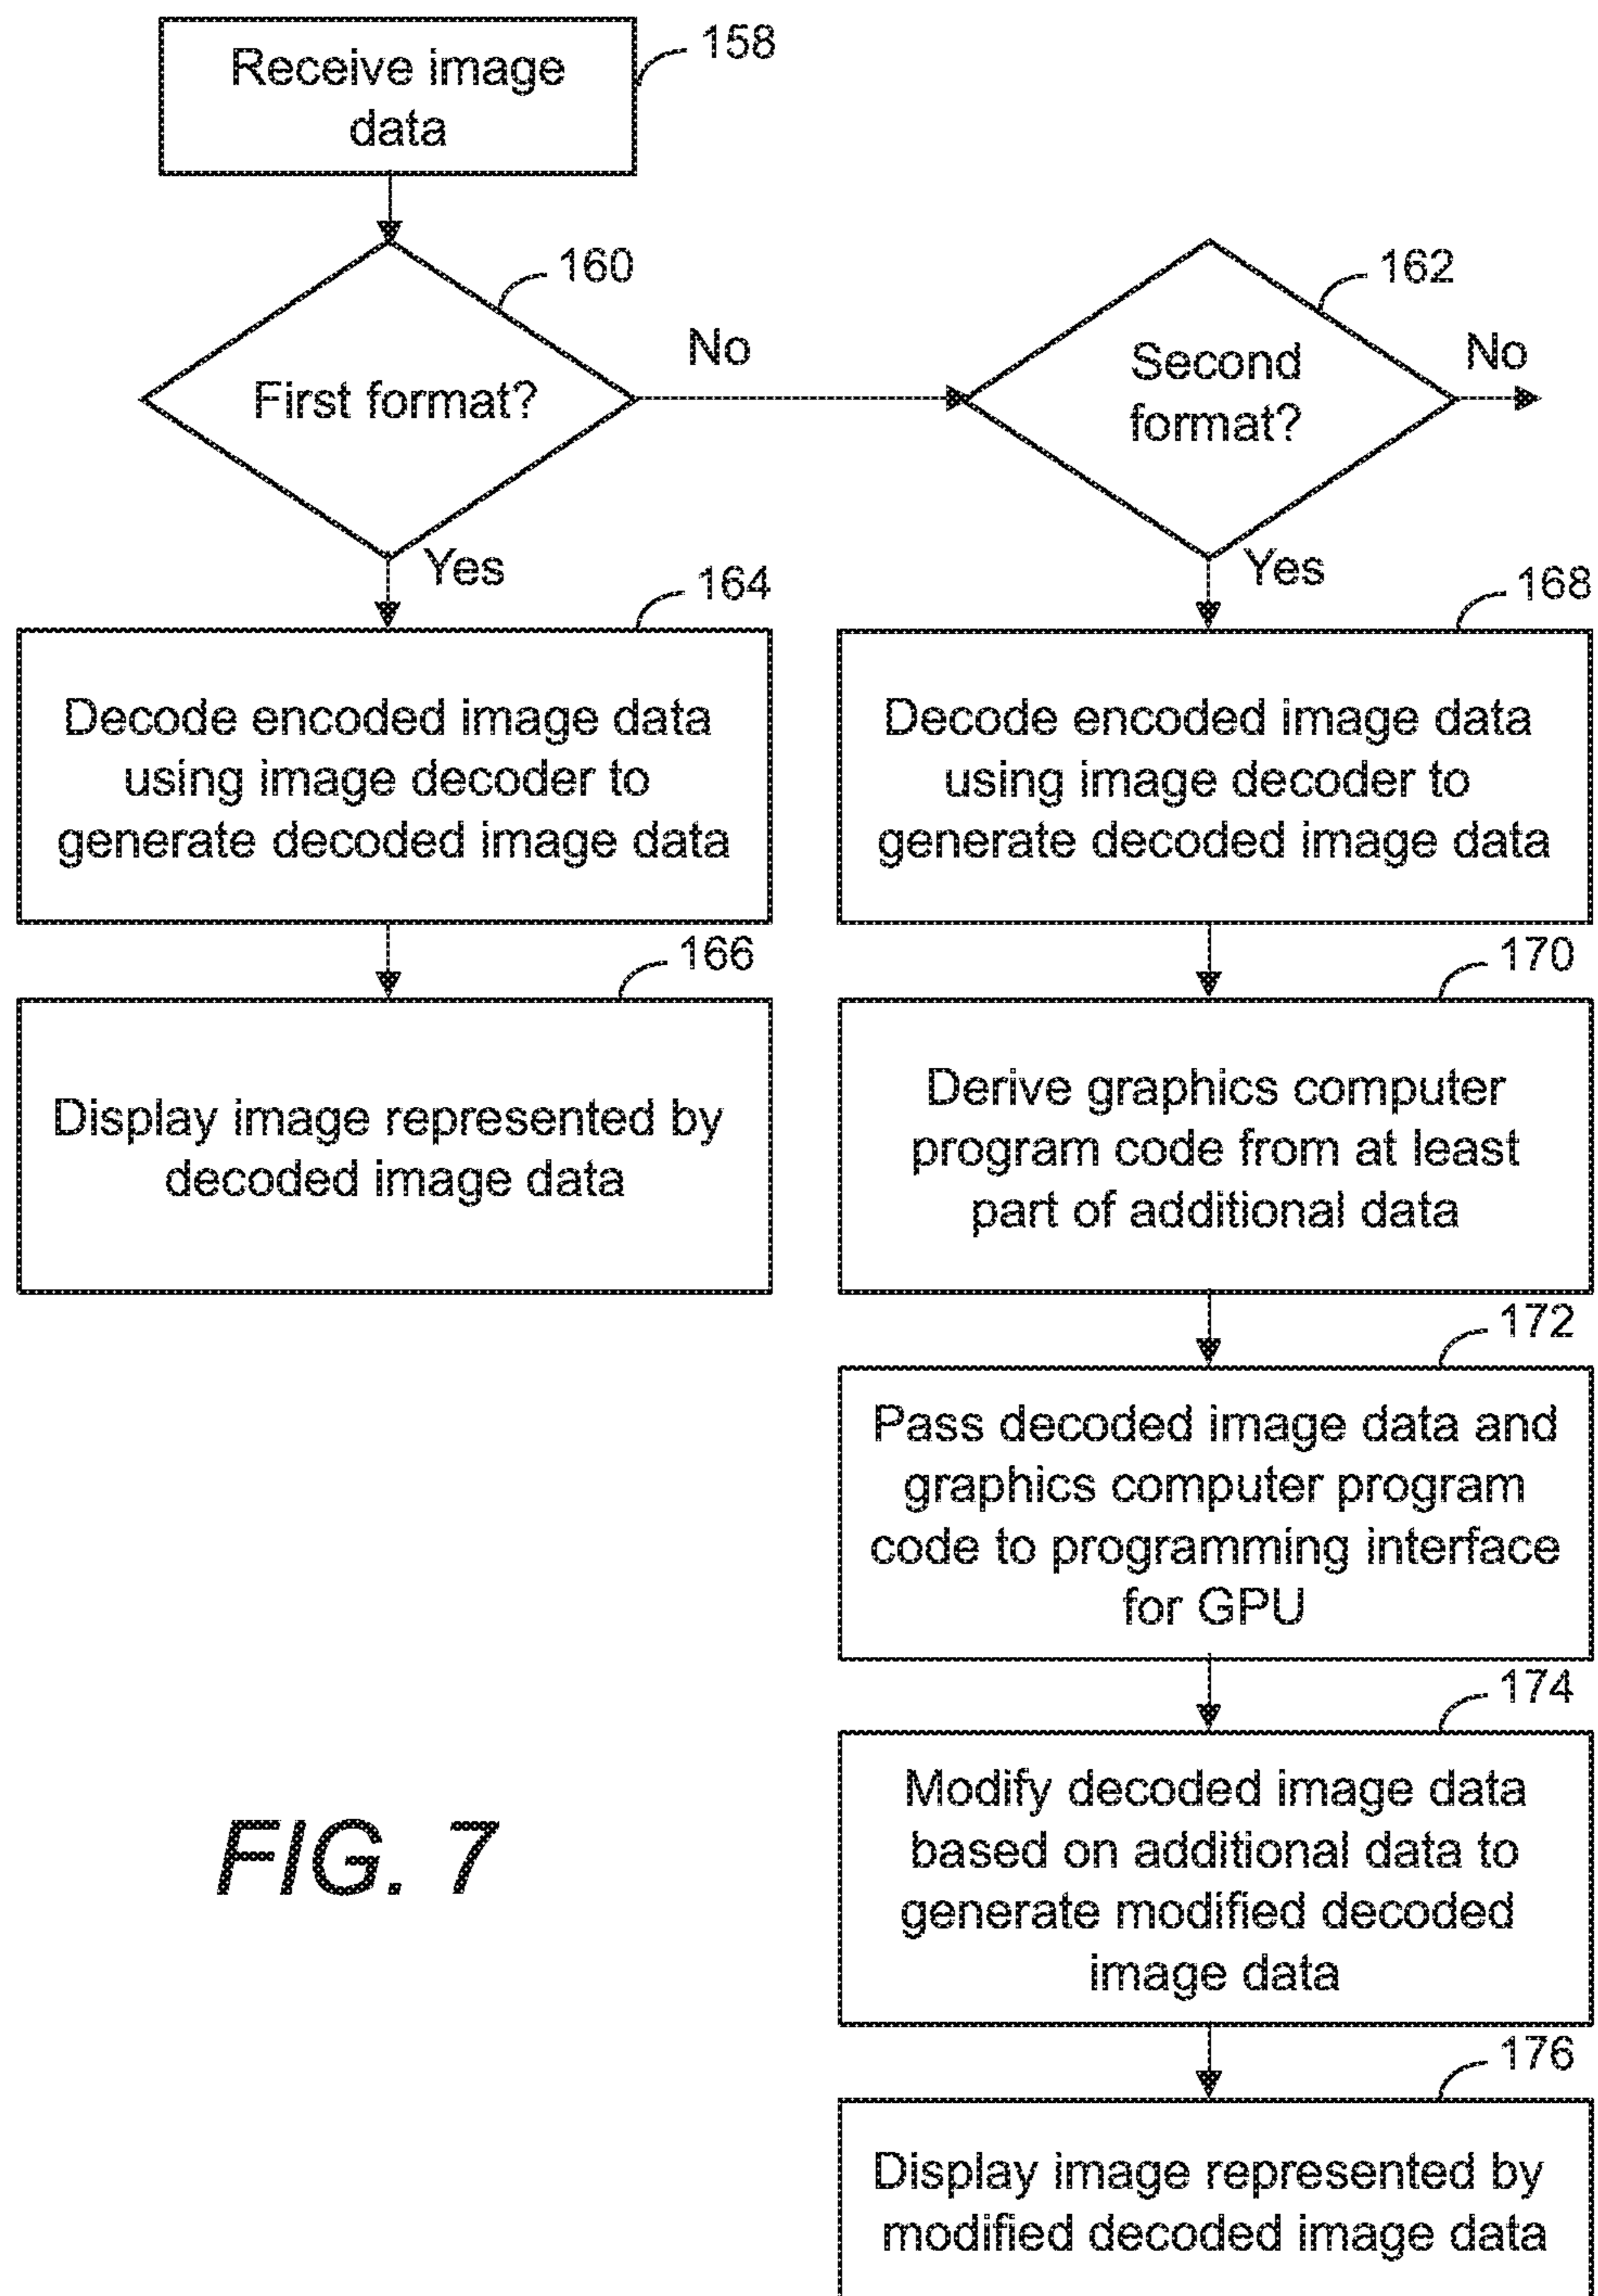 Receive image
data
158
First format?
160
No
Second
format?
162
No
Yes
164
Yes
168
Decode encoded image data
using image decoder to
generate decoded image data
Decode encoded image data
using image decoder to
generate decoded image data
166
Display image represented by
decoded image data
170
Derive graphics computer
program code from at least
part of additional data
172
Pass decoded image data and
graphics computer program
code to programming interface
for GPU
174
Modify decoded image data
based on additional data to
generate modified decoded
image data
176
Display image represented by
modified decoded image data
FIG. 7